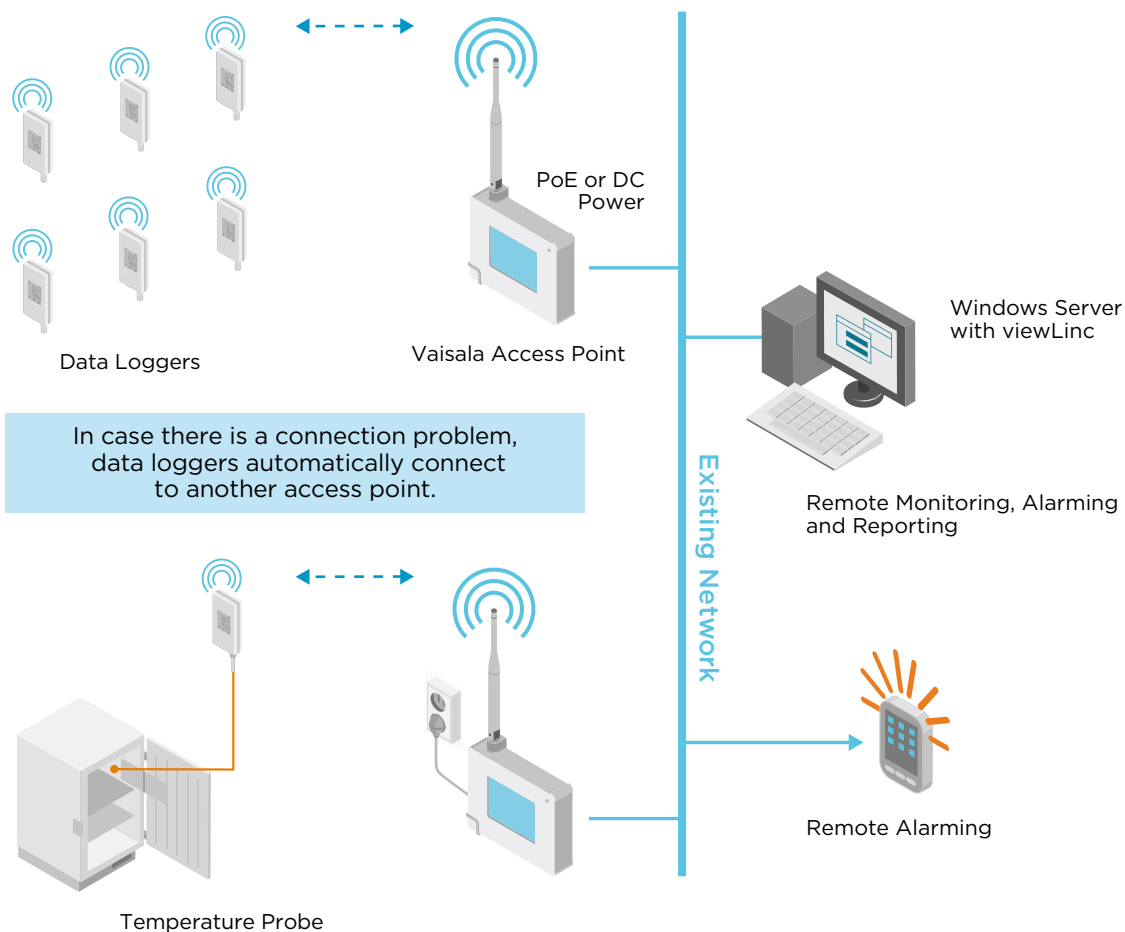 PoE or DC
Power
Data Loggers
Vaisala Access Point
Windows Server
with viewLinc
In case there is a connection problem,
data loggers automatically connect
to another access point.
Existing Network
Remote Monitoring, Alarming
and Reporting
Remote Alarming
Temperature Probe